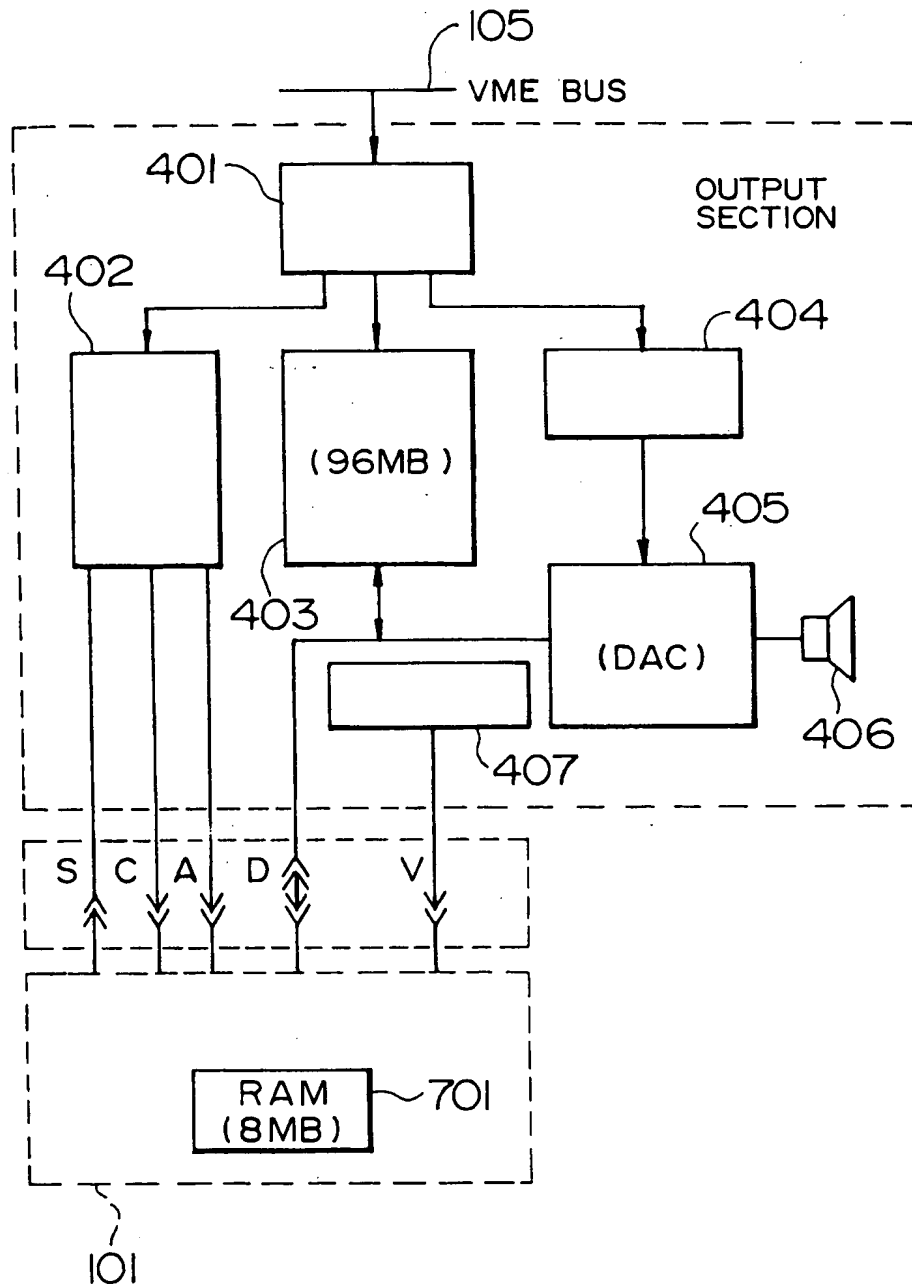 105
VME BUS
401
OUTPUT
SECTION
402
404
(96MB)
405
403
(DAC)
406
407
S C A D V
RAM
(8MB)
701
101